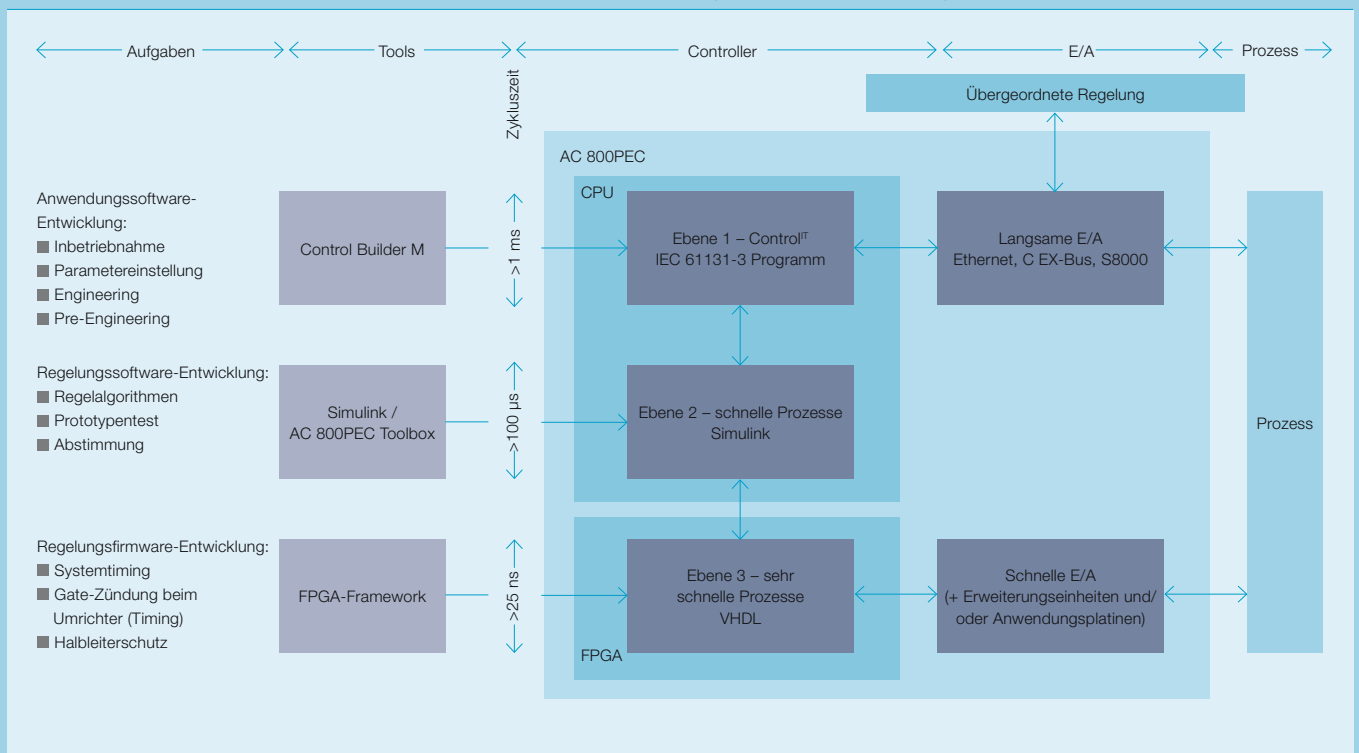 Aufgaben
Tools
Zykluszeit
Controller
E/A
Prozess
Übergeordnete Regelung
AC 800PEC
CPU
Anwendungssoftware-
Entwicklung:
Inbetriebnahme
Parametereinstellung
Engineering
Pre-Engineering
Control Builder M
>1 ms
Ebene 1 – Controlᴵᵀ
IEC 61131-3 Programm
Langsame E/A
Ethernet, C EX-Bus, S8000
Regelungssoftware-Entwicklung:
Regelalgorithmen
Prototypentest
Abstimmung
Simulink /
AC 800PEC Toolbox
>100 µs
Ebene 2 – schnelle Prozesse
Simulink
Prozess
Regelungsfirmware-Entwicklung:
Systemtiming
Gate-Zündung beim
Umrichter (Timing)
Halbleiterschutz
FPGA-Framework
>25 ns
Ebene 3 – sehr
schnelle Prozesse
VHDL
FPGA
Schnelle E/A
(+ Erweiterungseinheiten und/
oder Anwendungsplatinen)